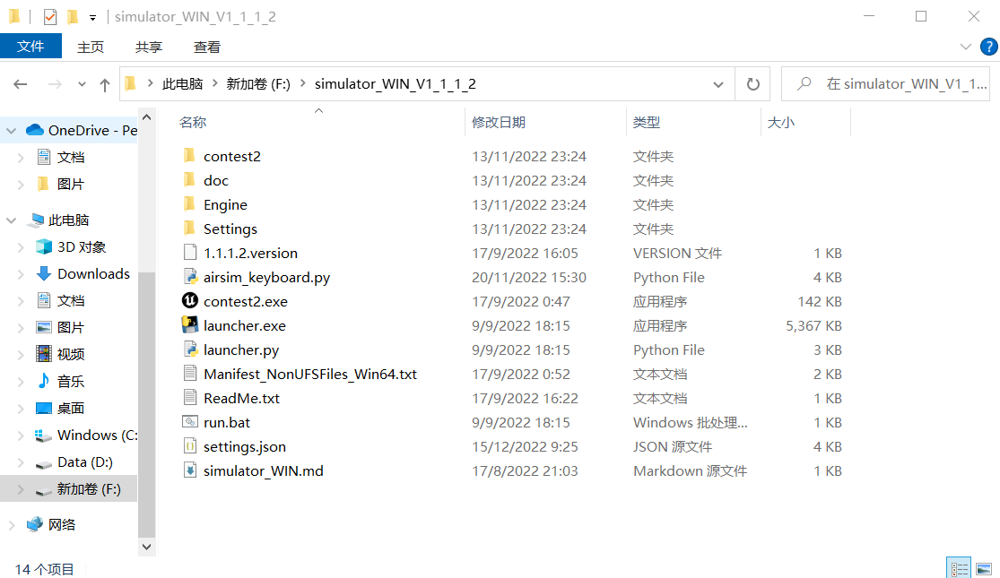 simulator_WIN_V1_1_1_2
文件 主页 共享 查看
此电脑 新加卷 (F:) simulator_WIN_V1_1_1_2 在 simulator_WIN_V1_1...
名称 修改日期 类型 大小
OneDrive - Pe
文档
图片
此电脑
3D 对象
Downloads
文档
图片
视频
音乐
桌面
Windows (C:
Data (D:)
新加卷 (F:)
网络
contest2 13/11/2022 23:24 文件夹
doc 13/11/2022 23:24 文件夹
Engine 13/11/2022 23:24 文件夹
Settings 13/11/2022 23:24 文件夹
1.1.1.2.version 17/9/2022 16:05 VERSION 文件 1 KB
airsim_keyboard.py 20/11/2022 15:30 Python File 4 KB
contest2.exe 17/9/2022 0:47 应用程序 142 KB
launcher.exe 9/9/2022 18:15 应用程序 5,367 KB
launcher.py 9/9/2022 18:15 Python File 3 KB
Manifest_NonUFSFiles_Win64.txt 17/9/2022 0:52 文本文档 2 KB
ReadMe.txt 17/9/2022 16:22 文本文档 1 KB
run.bat 9/9/2022 18:15 Windows 批处理... 1 KB
settings.json 15/12/2022 9:25 JSON 源文件 4 KB
simulator_WIN.md 17/8/2022 21:03 Markdown 源文件 1 KB
14 个项目